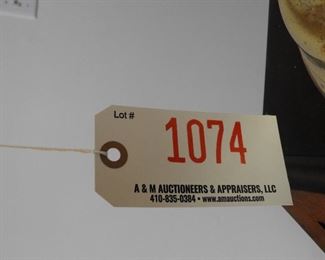 Lot #
1074
A & M AUCTIONEERS & APPRAISERS, LLC
410-835-0384 • www.amauctions.com